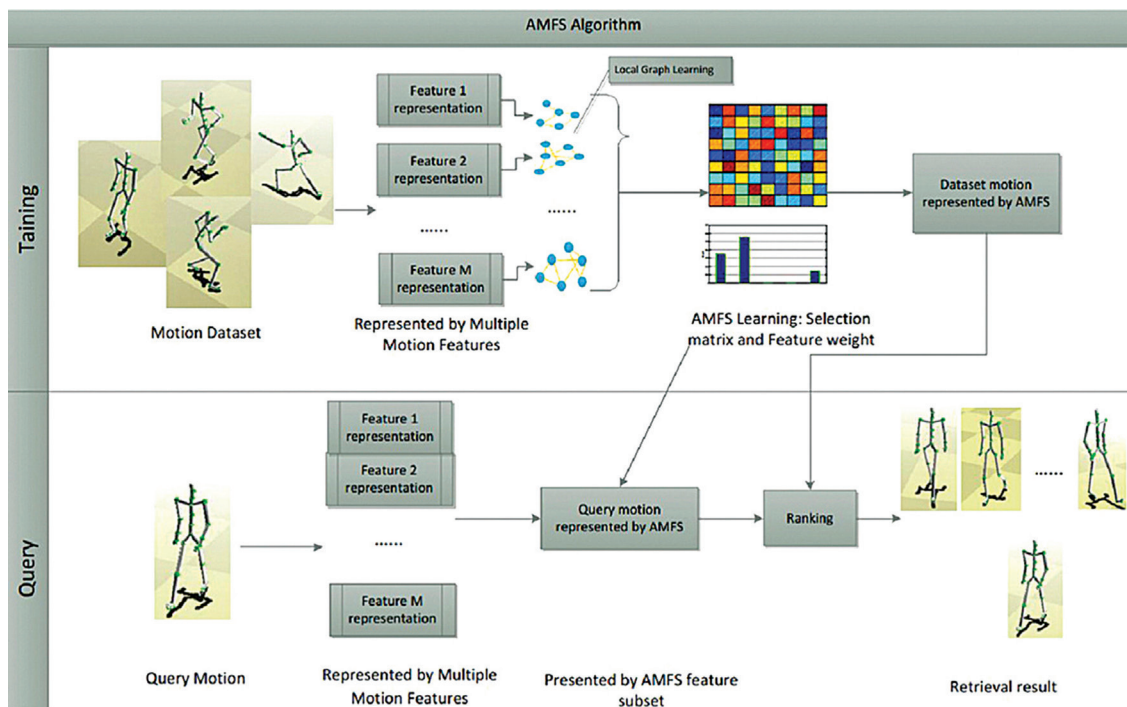 AMFS Algorithm
Taining
Local Graph Learning
Feature 1
representation
Feature 2
representation
......
......
Feature M
representation
Dataset motion
represented by AMFS
Motion Dataset
Represented by Multiple
Motion Features
AMFS Learning: Selection
matrix and Feature weight
Query
Feature 1
representation
Feature 2
representation
......
Feature M
representation
Query motion
represented by AMFS
Ranking
......
Query Motion
Represented by Multiple
Motion Features
Presented by AMFS feature
subset
Retrieval result